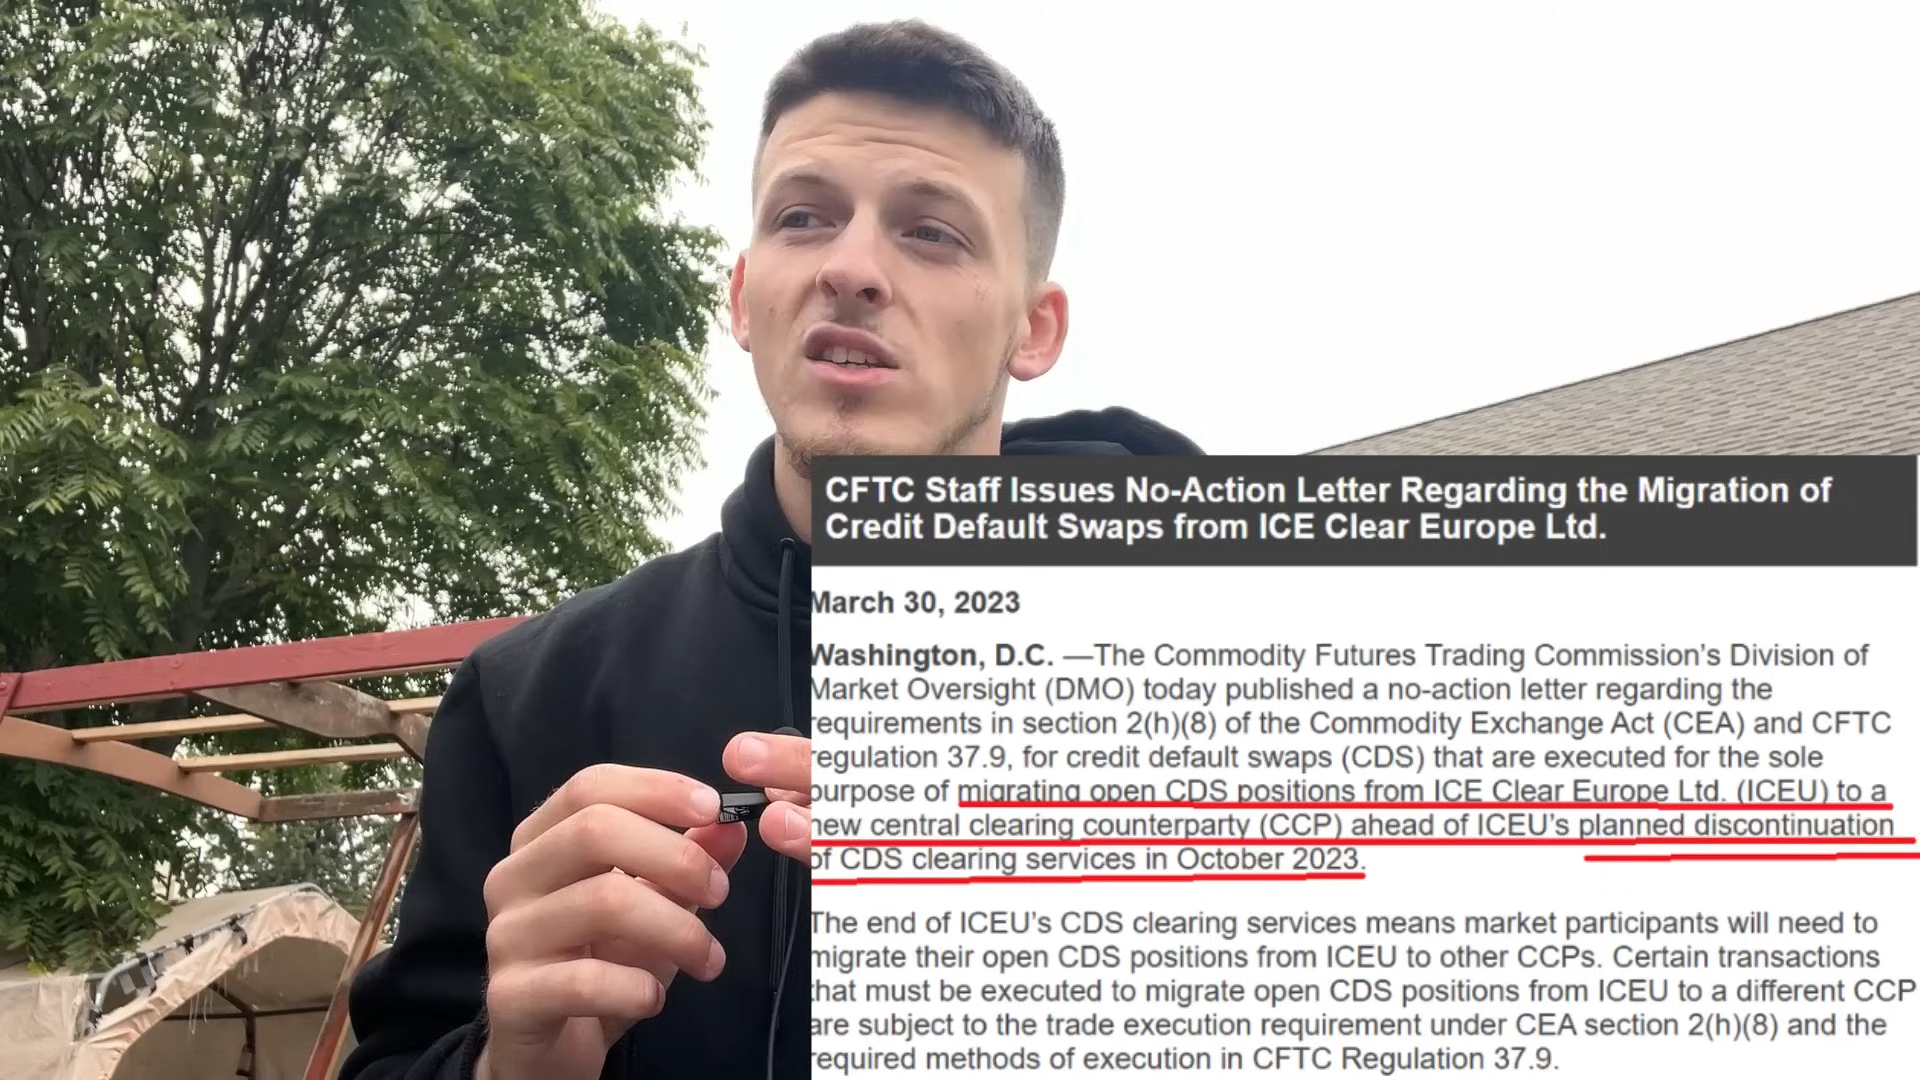 CFTC Staff Issues No-Action Letter Regarding the Migration of
Credit Default Swaps from ICE Clear Europe Ltd.
March 30, 2023
Washington, D.C. —The Commodity Futures Trading Commission's Division of
Market Oversight (DMO) today published a no-action letter regarding the
requirements in section 2(h)(8) of the Commodity Exchange Act (CEA) and CFTC
regulation 37.9, for credit default swaps (CDS) that are executed for the sole
purpose of migrating open CDS positions from ICE Clear Europe Ltd. (ICEU) to a
new central clearing counterparty (CCP) ahead of ICEU's planned discontinuation
of CDS clearing services in October 2023.
The end of ICEU's CDS clearing services means market participants will need to
migrate their open CDS positions from ICEU to other CCPs. Certain transactions
that must be executed to migrate open CDS positions from ICEU to a different CCP
are subject to the trade execution requirement under CEA section 2(h)(8) and the
required methods of execution in CFTC Regulation 37.9.